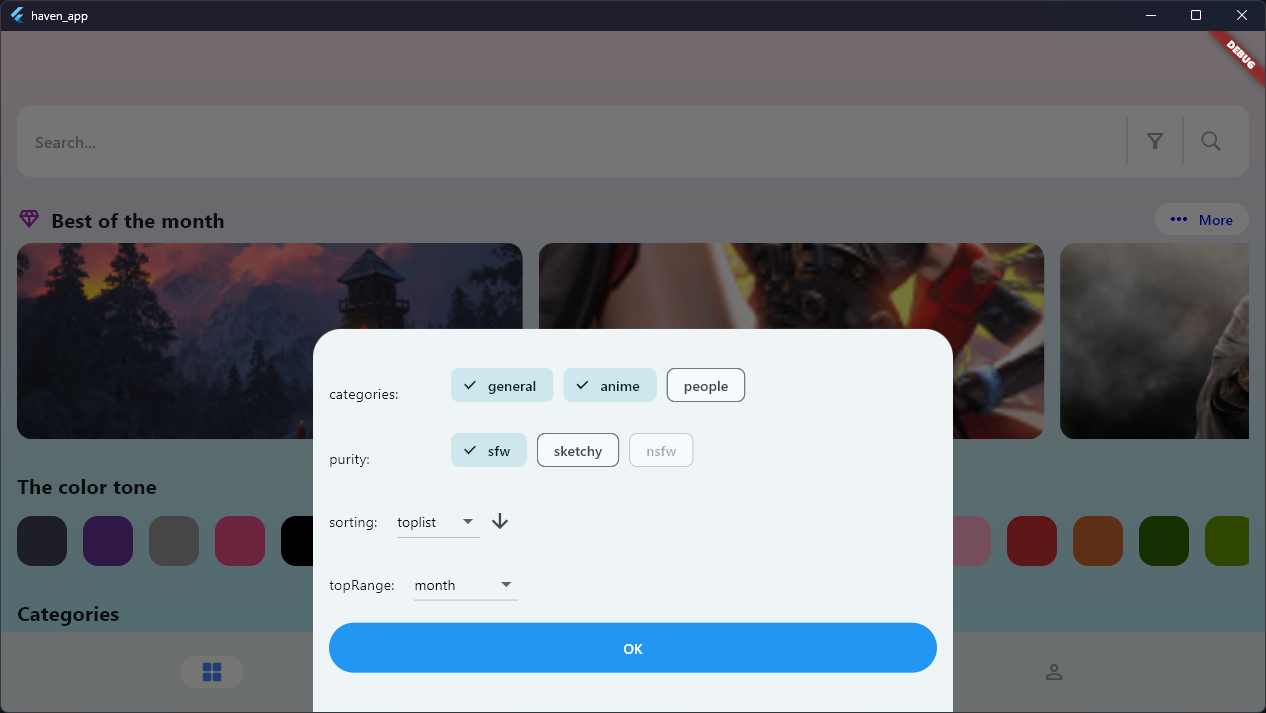 haven_app
DEBUG
Search...
Best of the month
More
categories: general anime people
purity: sfw sketchy nsfw
The color tone
sorting: toplist
topRange: month
Categories
OK